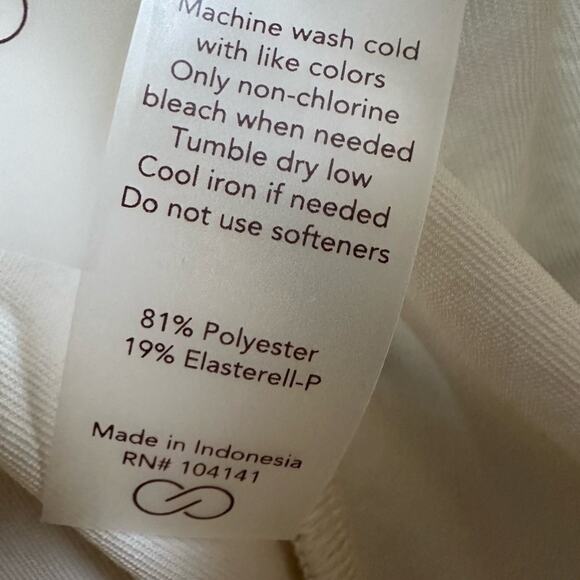 Machine wash cold
with like colors
Only non-chlorine
bleach when needed
Tumble dry low
Cool iron if needed
Do not use softeners
81% Polyester
19% Elasterell-P
Made in Indonesia
RN# 104141